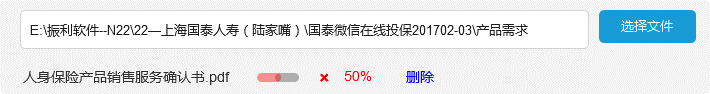 E:\振利软件--N22\22—上海国泰人寿（陆家嘴）\国泰微信在线投保201702-03\产品需求 选择文件
人身保险产品销售服务确认书.pdf 50% 删除